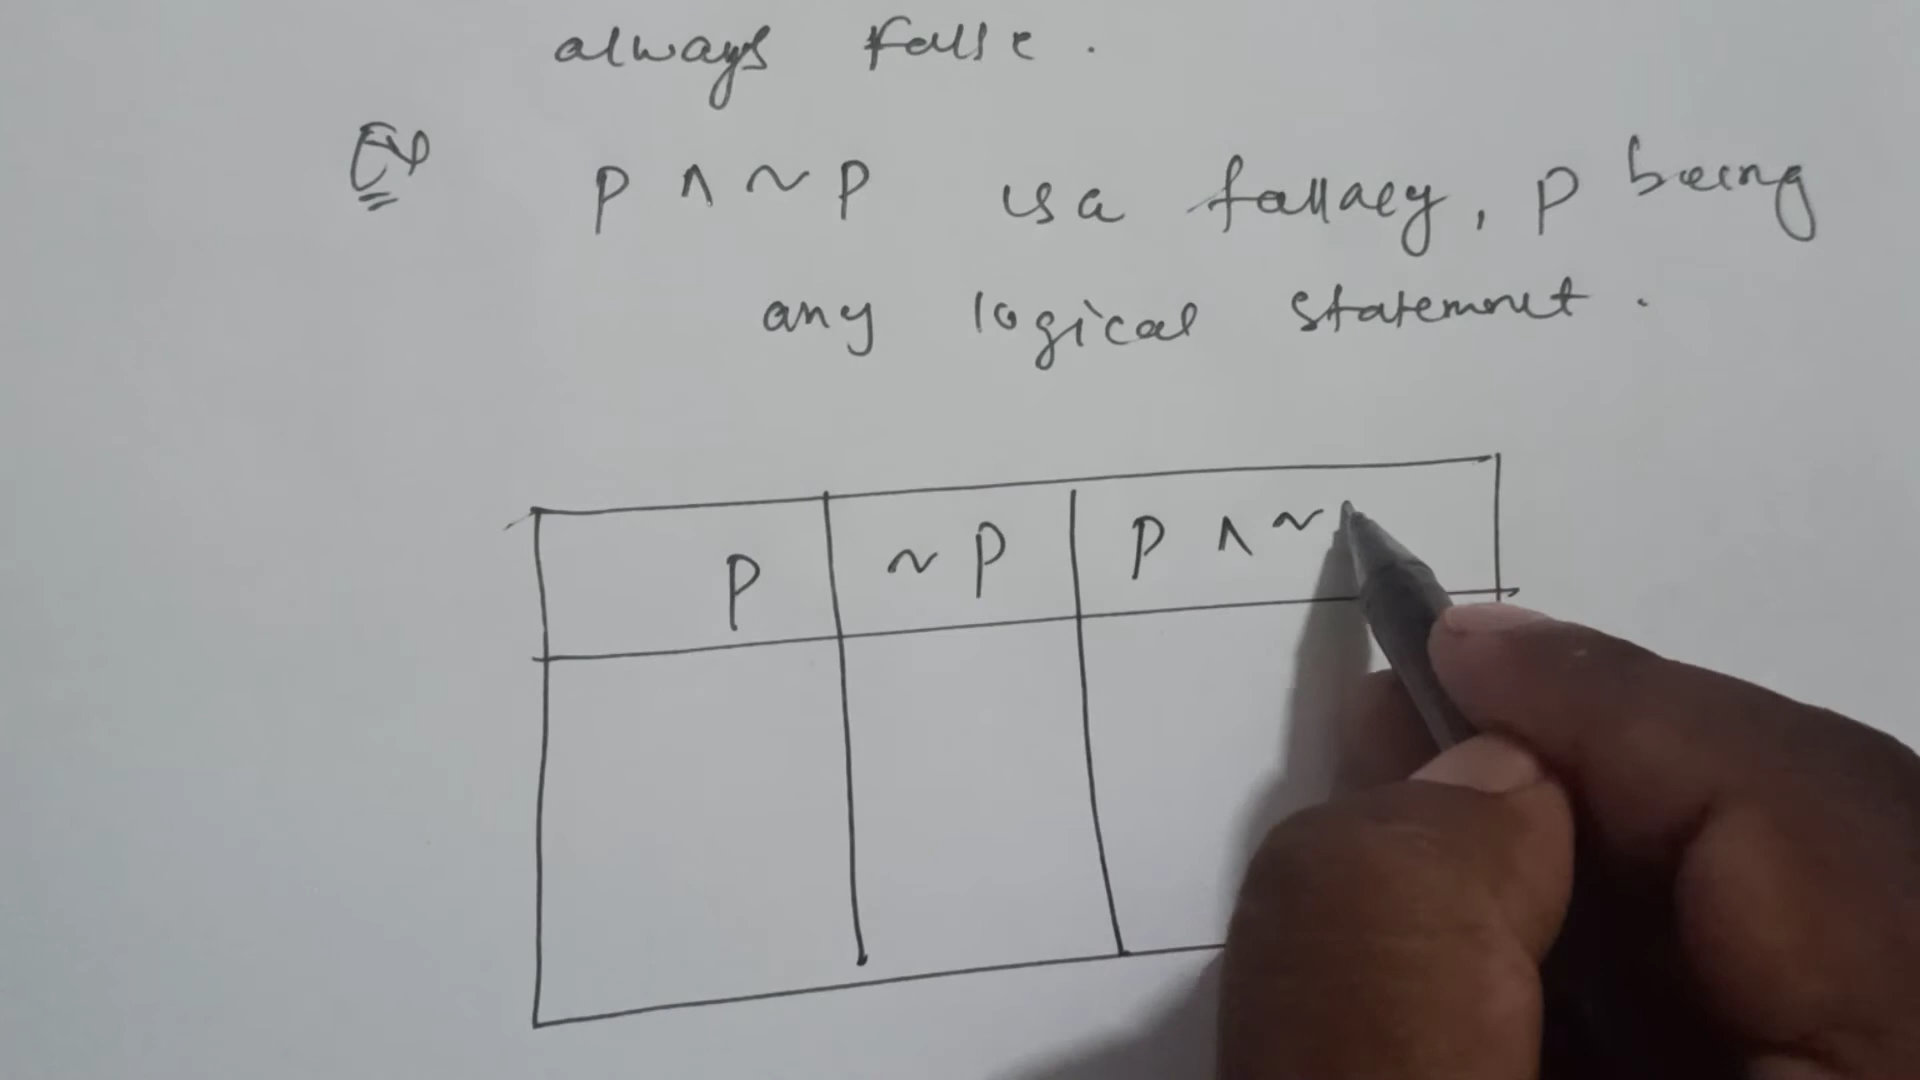 always false.
Ex
p ∧ ~ p is a fallacy, p being
any logical statement.
p ~ p p ∧ ~